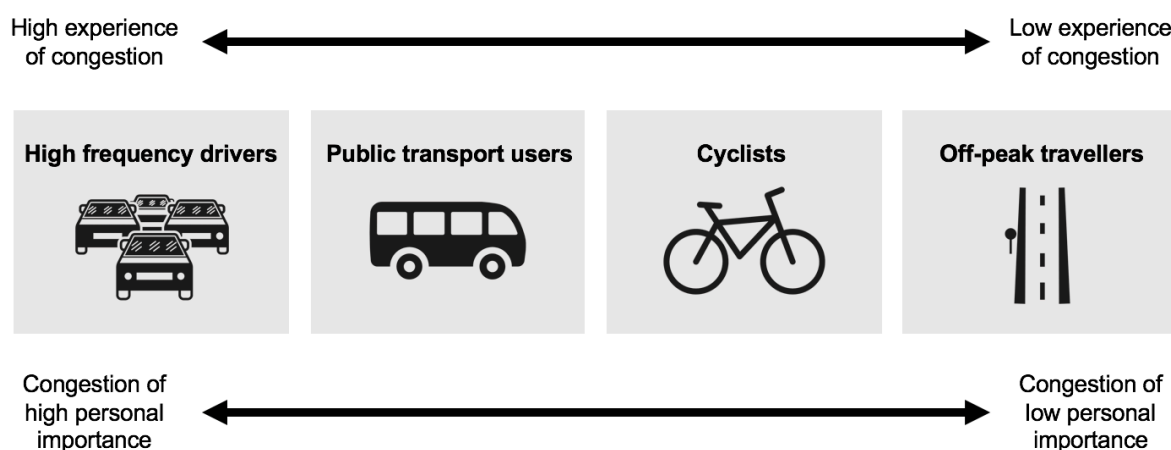 High experience
of congestion
Low experience
of congestion
High frequency drivers
Public transport users
Cyclists
Off-peak travellers
Congestion of
high personal
importance
Congestion of
low personal
importance